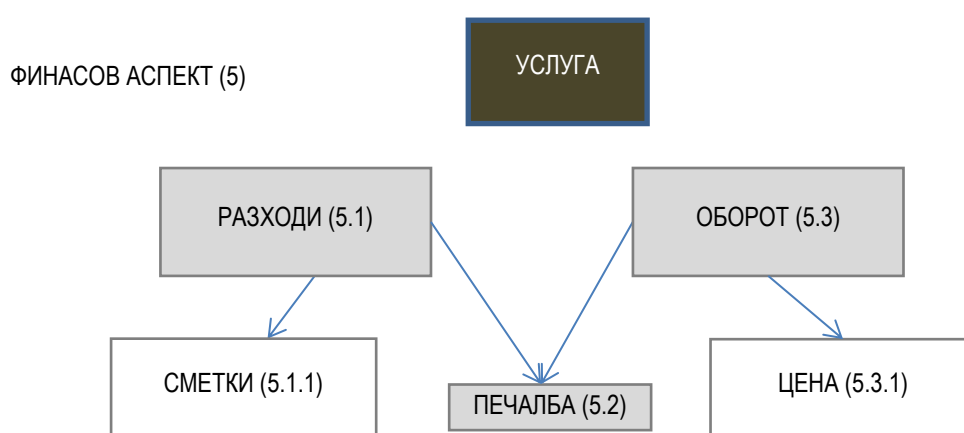 УСЛУГА
ФИНАСОВ АСПЕКТ (5)
РАЗХОДИ (5.1)
ОБОРОТ (5.3)
СМЕТКИ (5.1.1)
ПЕЧАЛБА (5.2)
ЦЕНА (5.3.1)